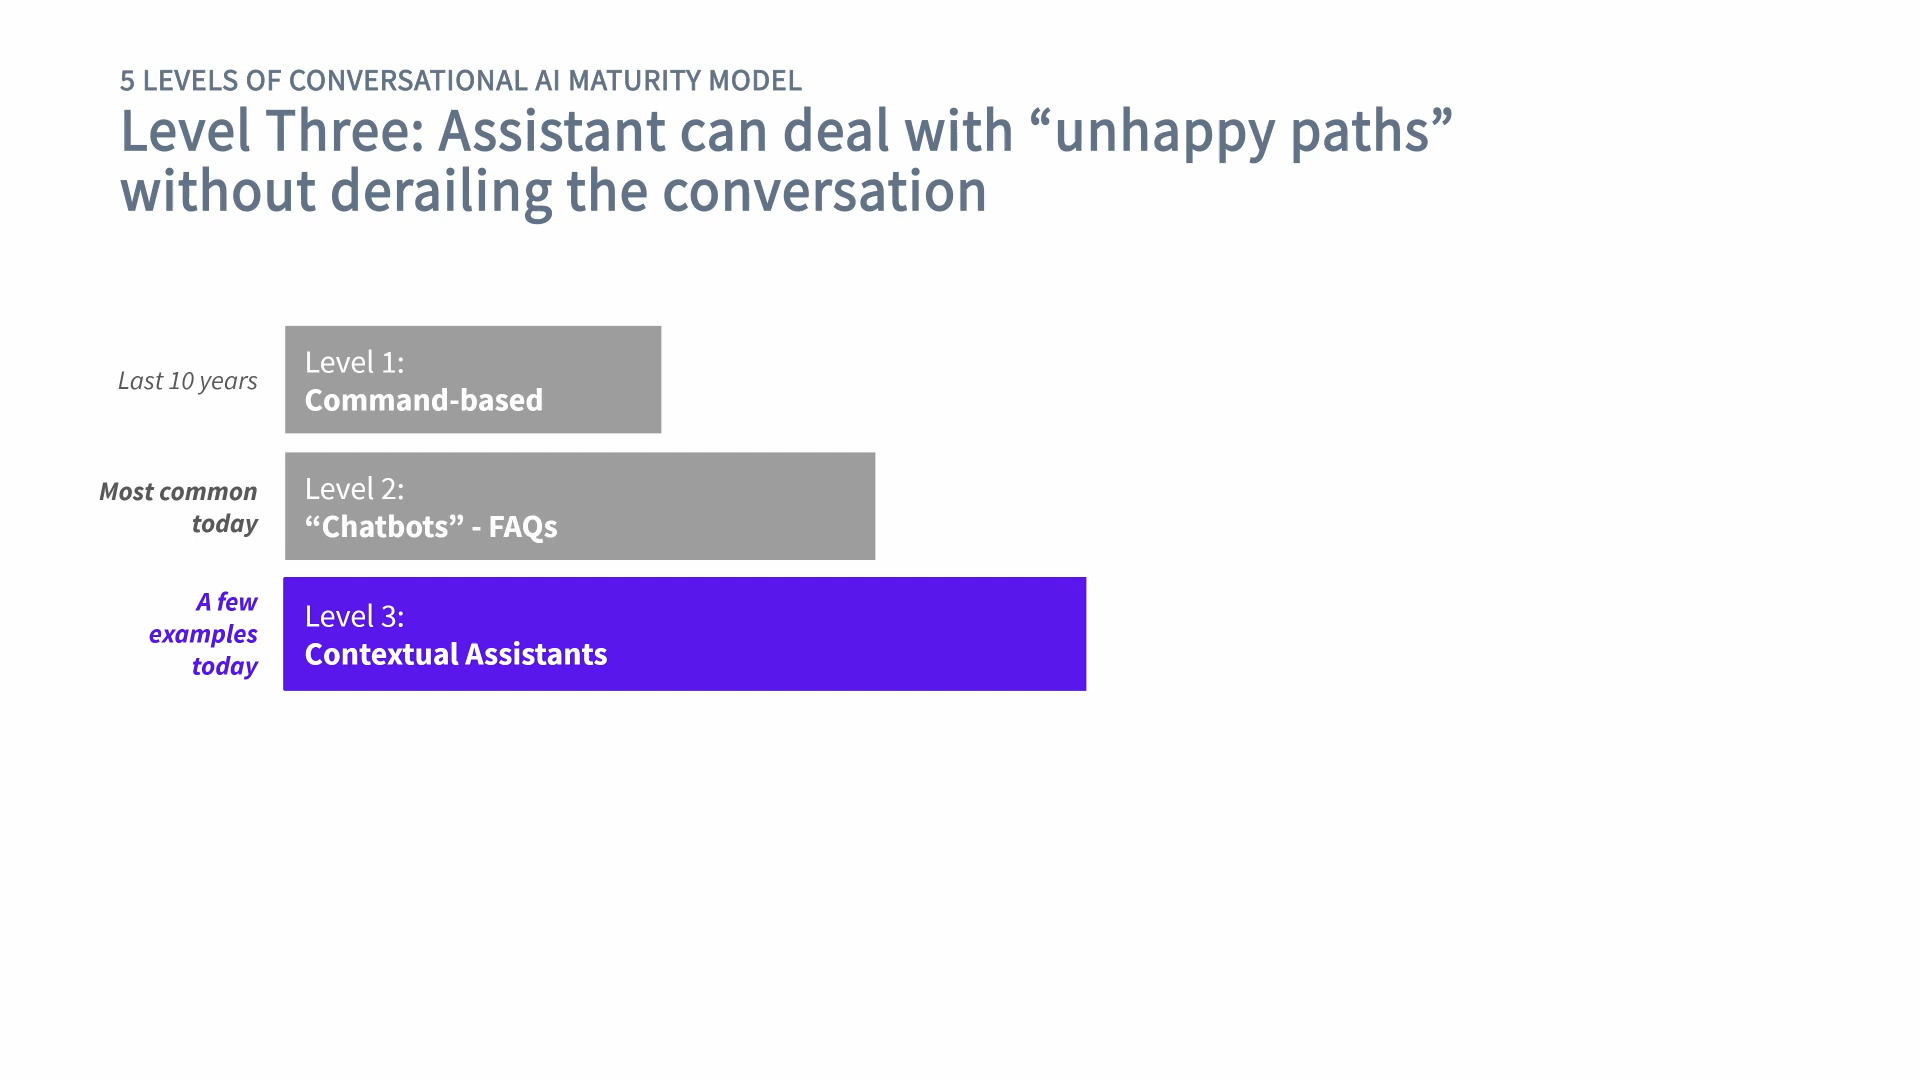 5 LEVELS OF CONVERSATIONAL AI MATURITY MODEL
Level Three: Assistant can deal with “unhappy paths”
without derailing the conversation
Last 10 years
Level 1:
Command-based
Most common
today
Level 2:
“Chatbots” - FAQs
A few
examples
today
Level 3:
Contextual Assistants